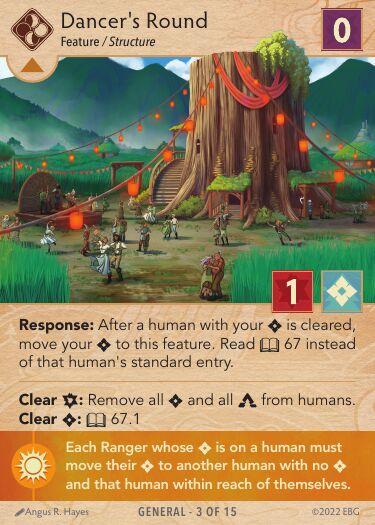 Dancer's Round
Feature / Structure
0
1
Response: After a human with your is cleared,
move your to this feature. Read 67 instead
of that human's standard entry.
Clear : Remove all and all from humans.
Clear : 67.1
Each Ranger whose is on a human must
move their to another human with no
and that human within reach of themselves.
Angus R. Hayes
GENERAL - 3 OF 15
©2022 EBG